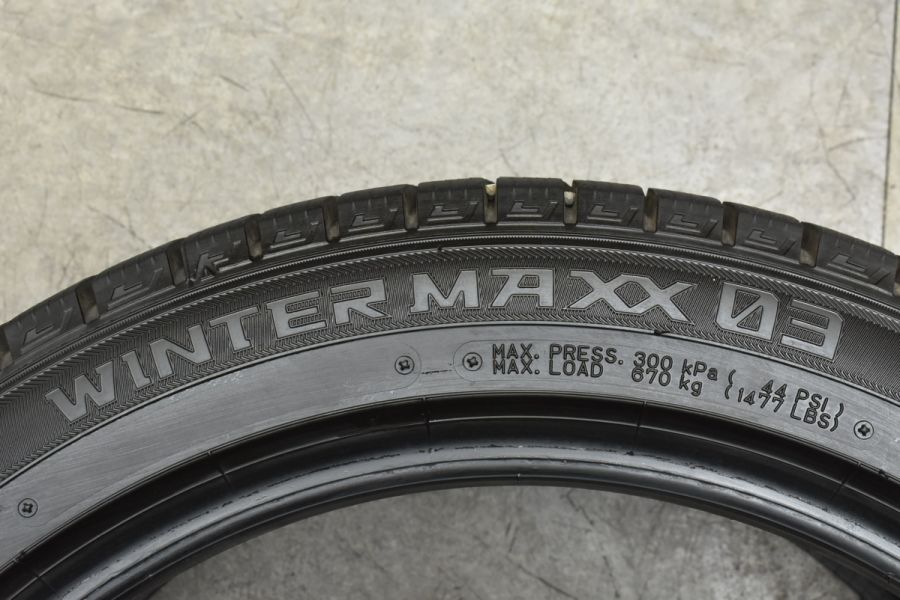 WINTER MAXX 03
MAX. PRESS. 300 kPa ( 44 PSI )
MAX. LOAD 670 kg (1477 LBS)